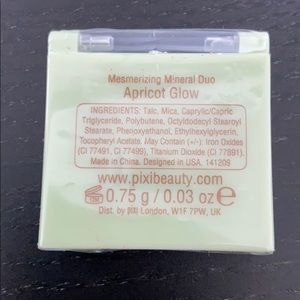 Mesmerizing Mineral Duo
Apricot Glow
INGREDIENTS: Talc, Mica, Caprylic/Capric
Triglyceride, Polybutene, Octyldodecyl Stearoyl
Stearate, Phenoxyethanol, Ethylhexyiglycerin,
Tocopheryl Acetate. May Contain (+/-): Iron Oxides
(CI 77491, CI 77499), Titanium Dioxide (CI 77891).
Made in China. Designed in USA. 141209
www.pixibeauty.com
12M 0.75 g / 0.03 oz e
Dist. by pixi London, W1F 7PW, UK